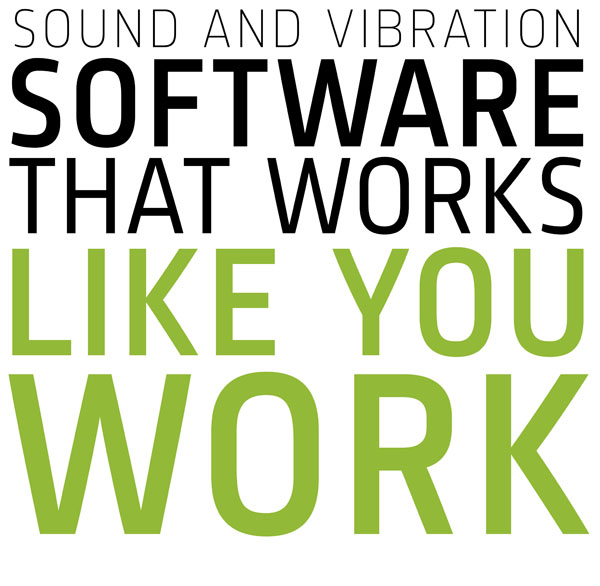 SOUND AND VIBRATION
SOFTWARE
THAT WORKS
LIKE YOU
WORK